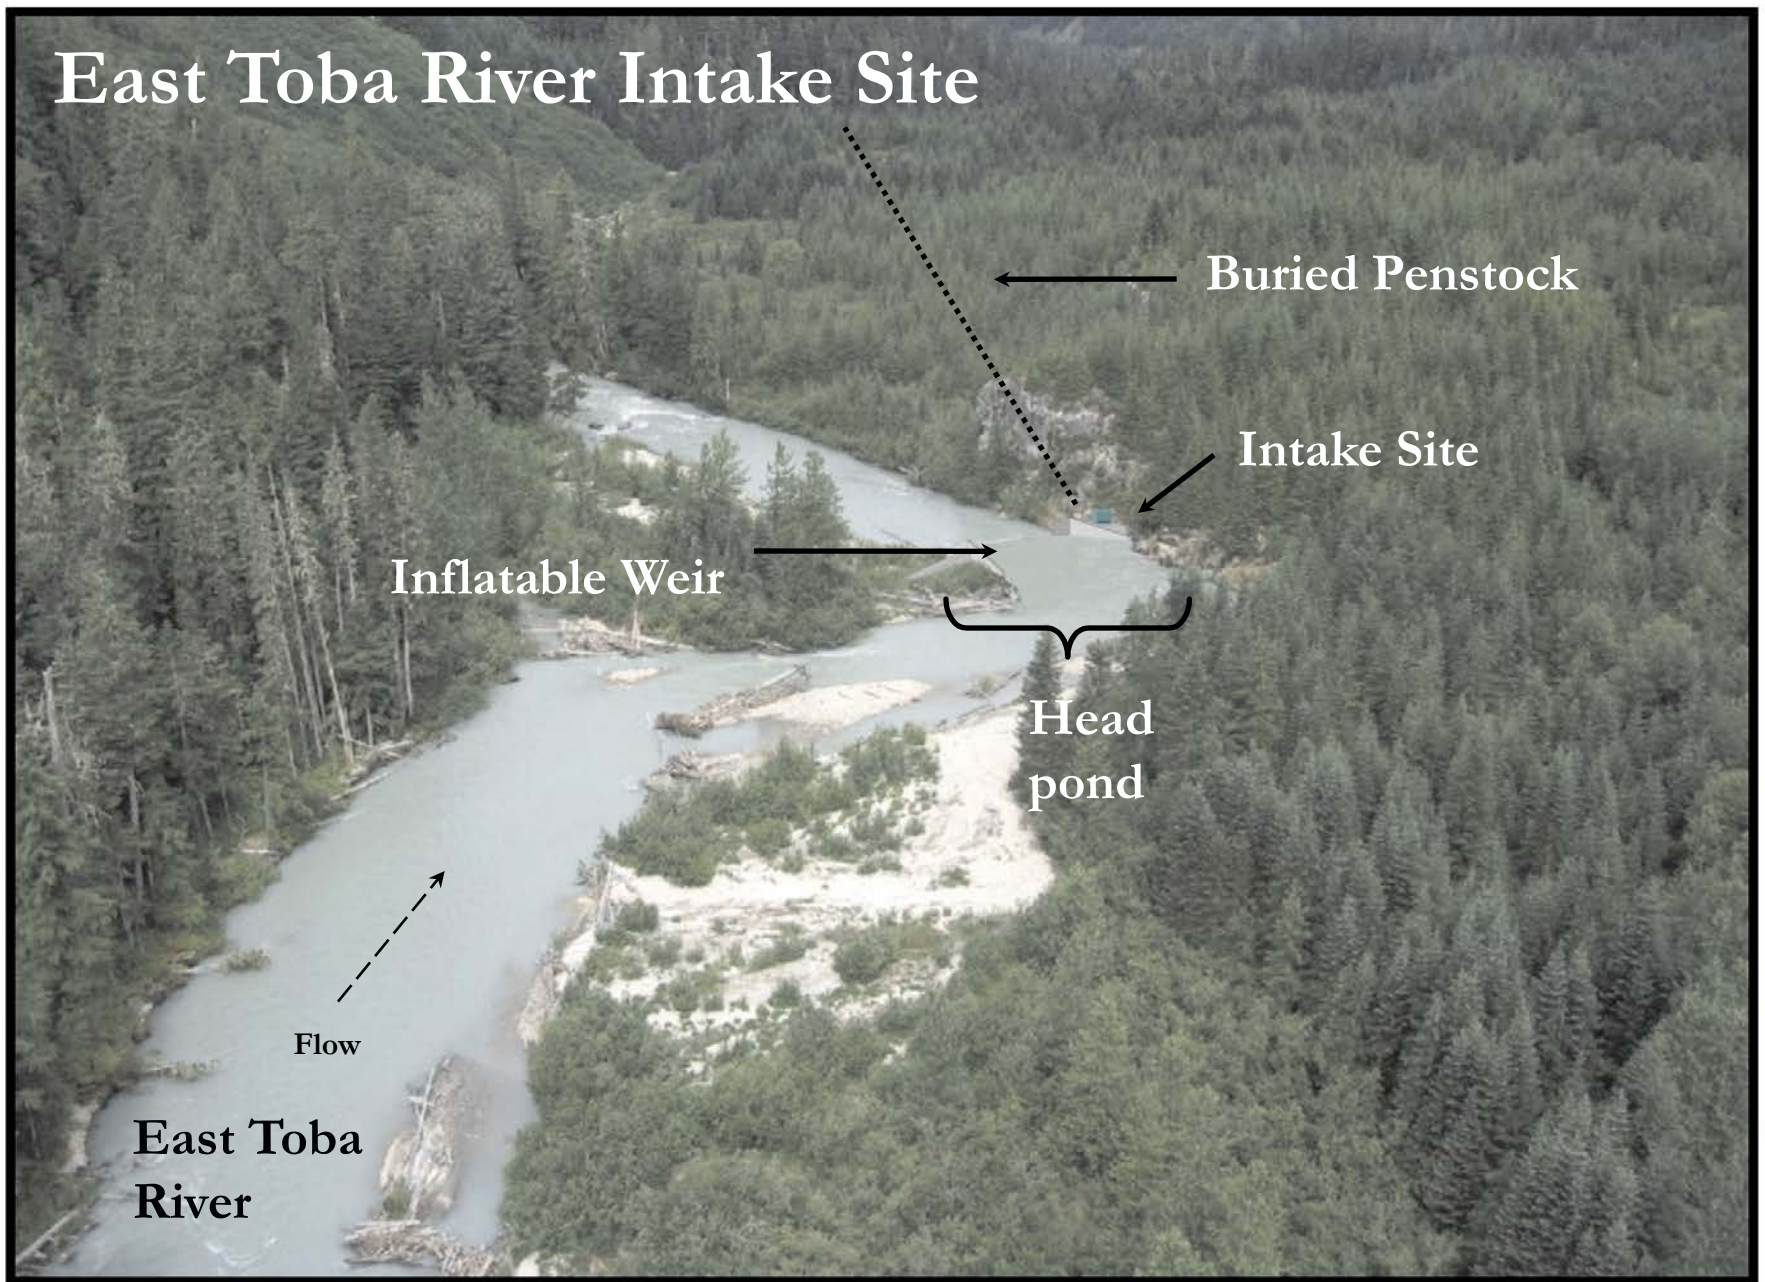 East Toba River Intake Site
Buried Penstock
Intake Site
Inflatable Weir
Head
pond
Flow
East Toba
River